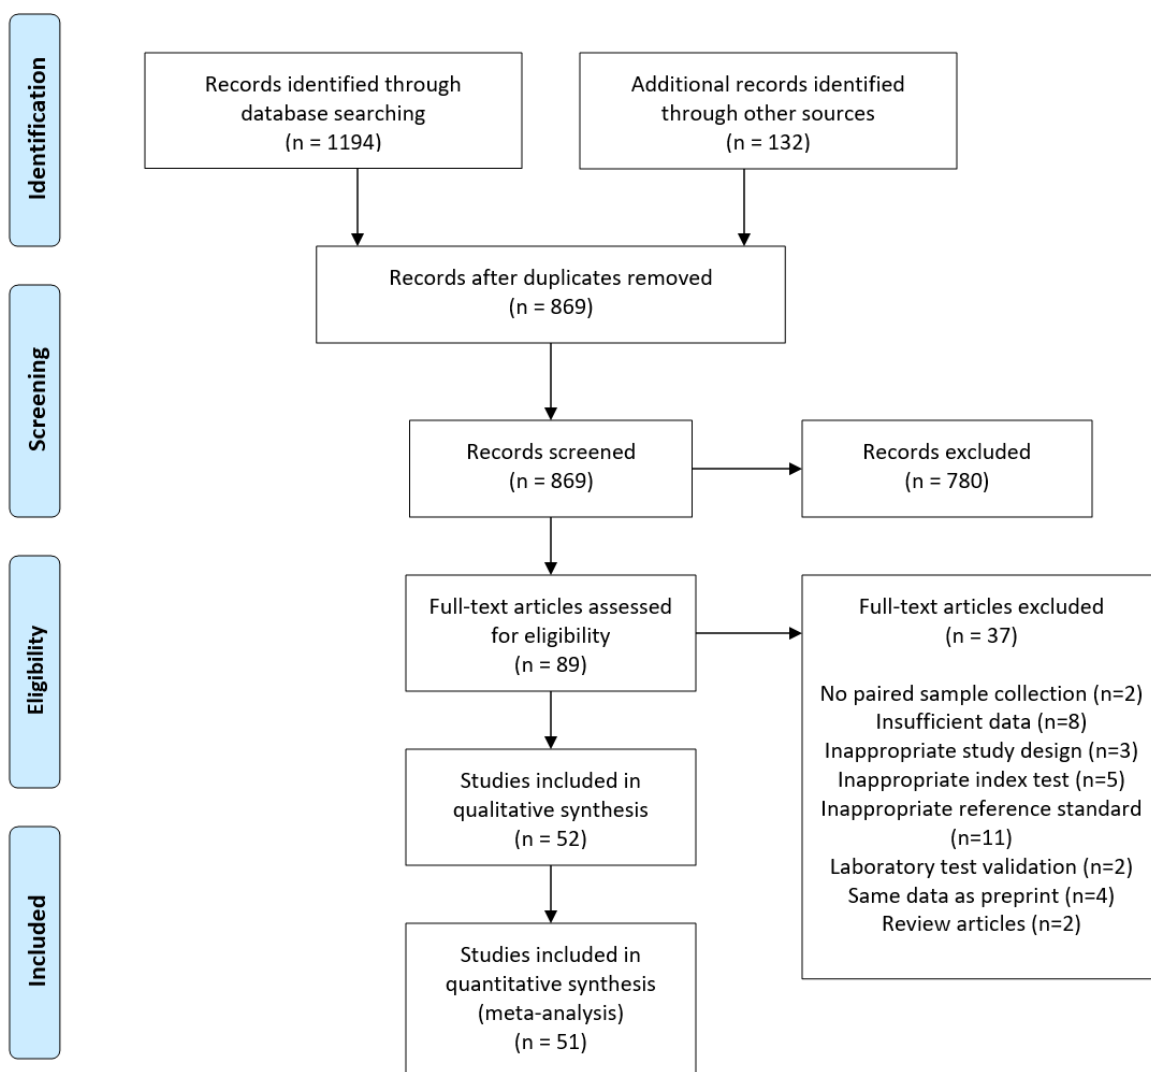 Identification
Records identified through
database searching
(n = 1194)
Additional records identified
through other sources
(n = 132)
Records after duplicates removed
(n = 869)
Screening
Records screened
(n = 869)
Records excluded
(n = 780)
Eligibility
Full-text articles assessed
for eligibility
(n = 89)
Full-text articles excluded
(n = 37)
No paired sample collection (n=2)
Insufficient data (n=8)
Inappropriate study design (n=3)
Inappropriate index test (n=5)
Inappropriate reference standard
(n=11)
Laboratory test validation (n=2)
Same data as preprint (n=4)
Review articles (n=2)
Studies included in
qualitative synthesis
(n = 52)
Included
Studies included in
quantitative synthesis
(meta-analysis)
(n = 51)